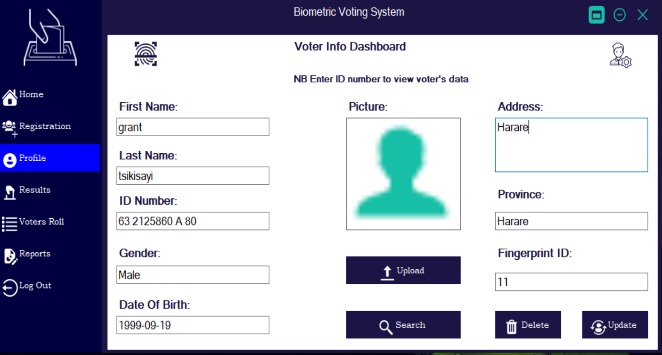 Biometric Voting System
Home
Registration
Profile
Results
Voters Roll
Reports
Log Out
Voter Info Dashboard
NB Enter ID number to view voter's data
First Name:
grant
Last Name:
tsikisayi
ID Number:
63 2125860 A 80
Gender:
Male
Date Of Birth:
1999-09-19
Picture:
Upload
Search
Address:
Harare
Province:
Harare
Fingerprint ID:
11
Delete
Update